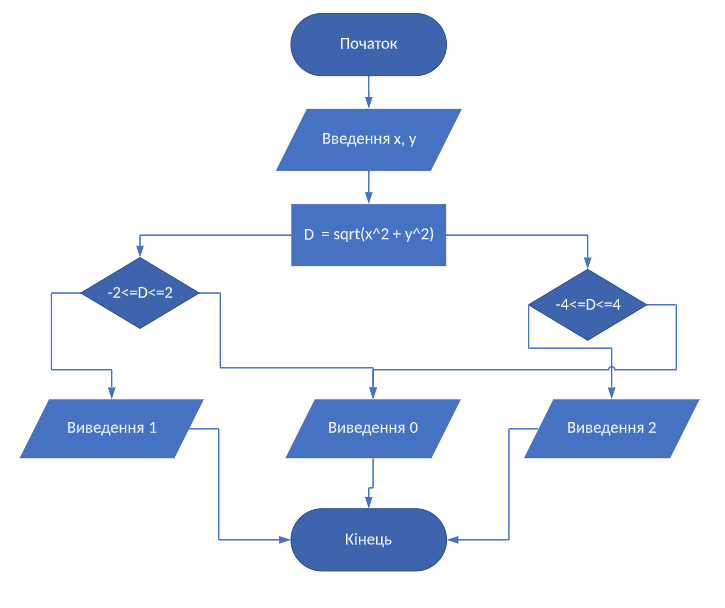 Початок
Введення x, y
D = sqrt(x^2 + y^2)
-2<=D<=2
-4<=D<=4
Виведення 1
Виведення 0
Виведення 2
Кінець